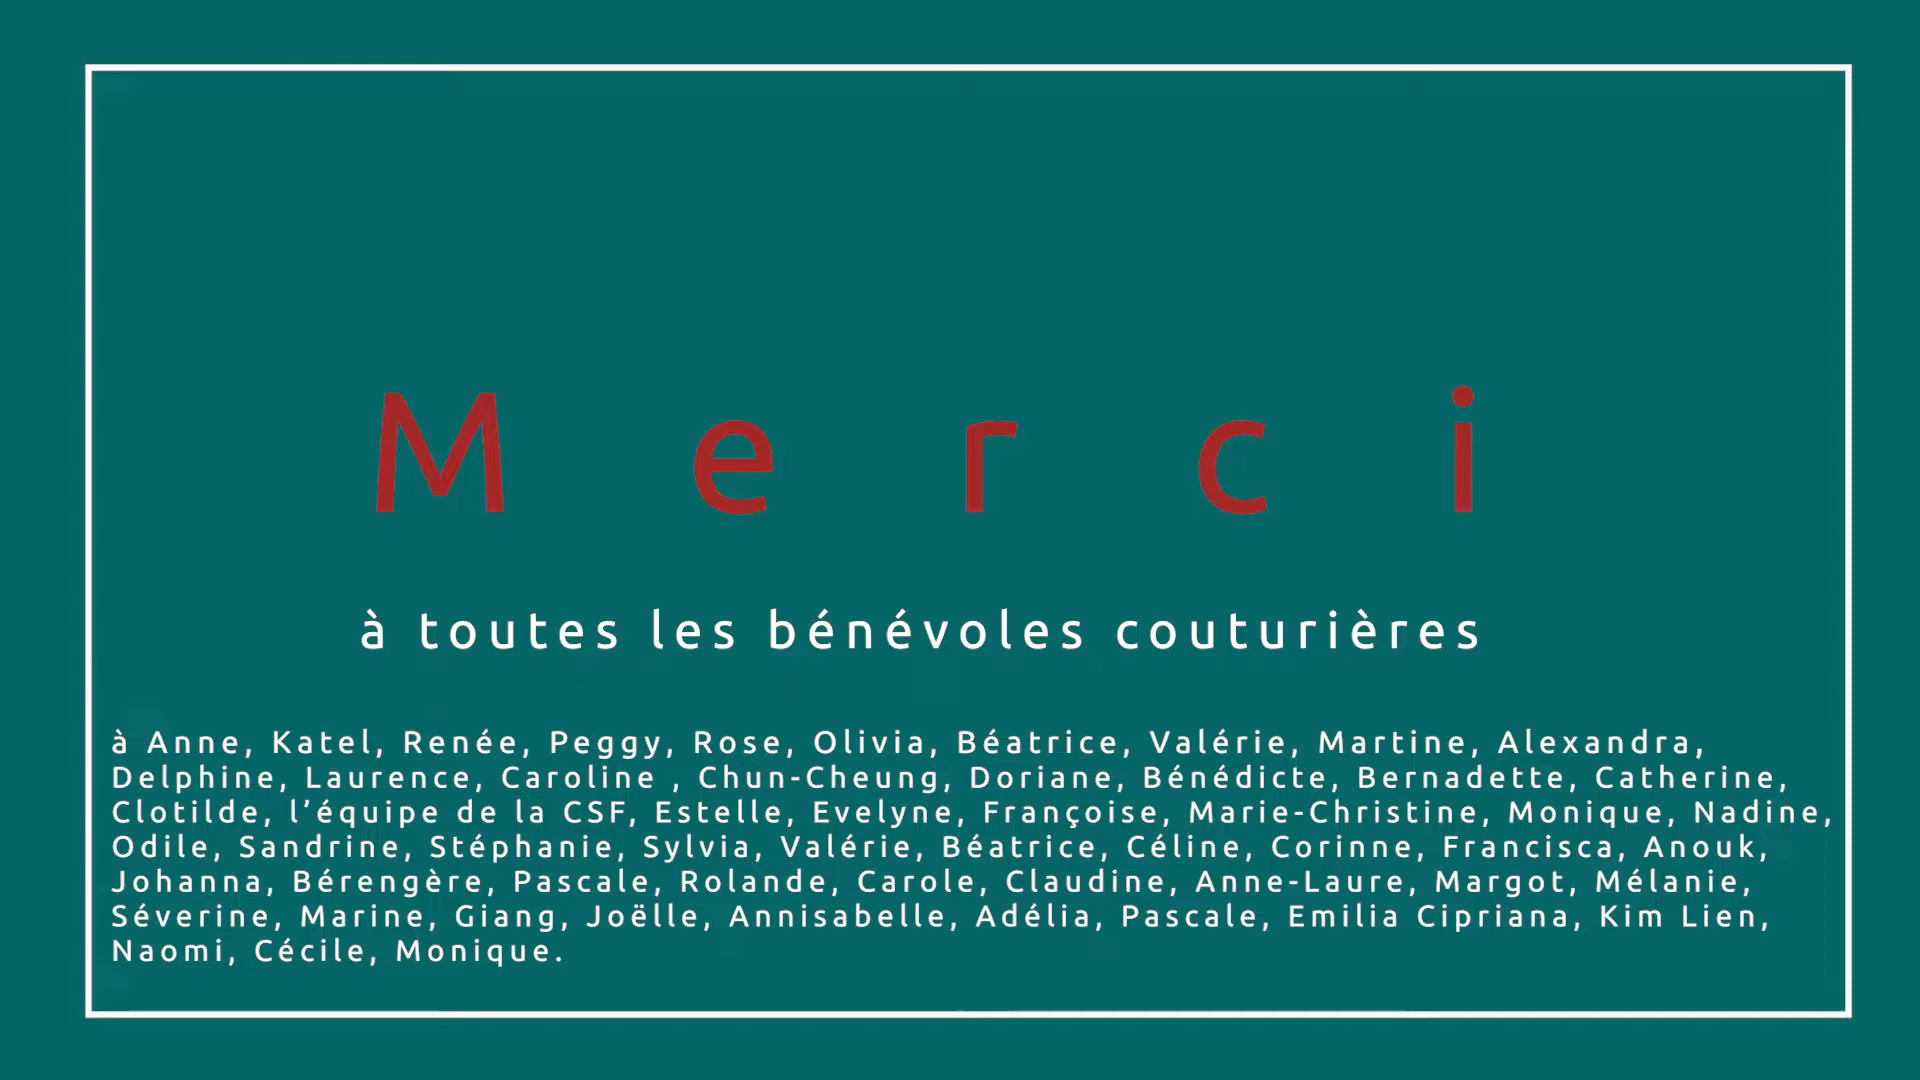 Merci
à toutes les bénévoles couturières
à Anne, Katel, Renée, Peggy, Rose, Olivia, Béatrice, Valérie, Martine, Alexandra,
Delphine, Laurence, Caroline , Chun-Cheung, Doriane, Bénédicte, Bernadette, Catherine,
Clotilde, l’équipe de la CSF, Estelle, Evelyne, Françoise, Marie-Christine, Monique, Nadine,
Odile, Sandrine, Stéphanie, Sylvia, Valérie, Béatrice, Céline, Corinne, Francisca, Anouk,
Johanna, Bérengère, Pascale, Rolande, Carole, Claudine, Anne-Laure, Margot, Mélanie,
Séverine, Marine, Giang, Joëlle, Annisabelle, Adélia, Pascale, Emilia Cipriana, Kim Lien,
Naomi, Cécile, Monique.